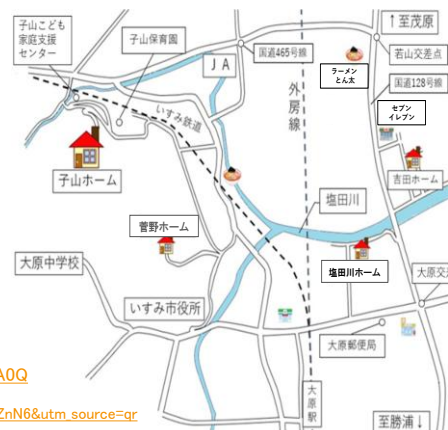 子山こども
家庭支援
センター
子山保育園
国道465号線
↑至茂原
若山交差点
JA
ラーメン
とん太
国道128号線
セブン
イレブン
外房線
いすみ鉄道
子山ホーム
吉田ホーム
塩田川
菅野ホーム
大原中学校
塩田川ホーム
いすみ市役所
大原交
大原郵便局
A0Q
大原駅
ZnN6&utm_source=qr
至勝浦↓